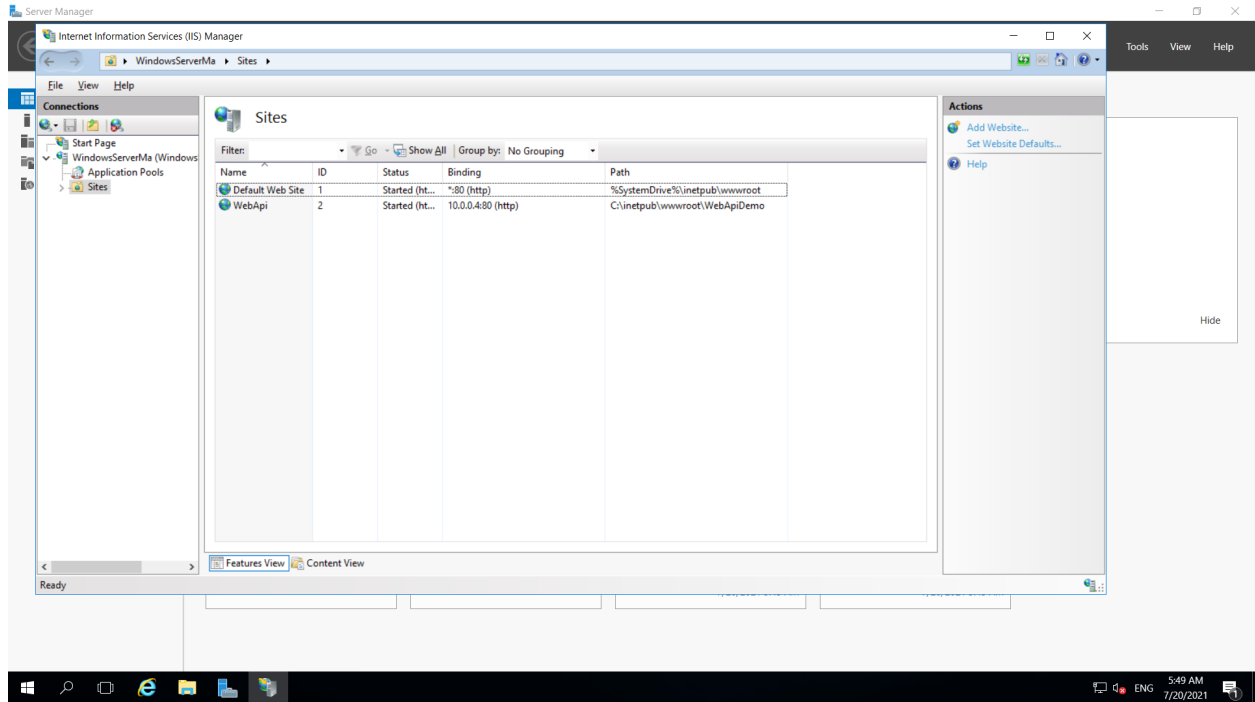 Server Manager
Internet Information Services (IIS) Manager
Tools View Help
WindowsServerMa Sites
File View Help
Connections
Start Page
WindowsServerMa (Windows
Application Pools
Sites
Sites
Filter: Go Show All Group by: No Grouping
Name ID Status Binding Path
Default Web Site 1 Started (ht... *:80 (http) %SystemDrive%\inetpub\wwwroot
WebApi 2 Started (ht... 10.0.0.4:80 (http) C:\inetpub\wwwroot\WebApiDemo
Actions
Add Website...
Set Website Defaults...
Help
Hide
Features View Content View
Ready
ENG
5:49 AM
7/20/2021
1